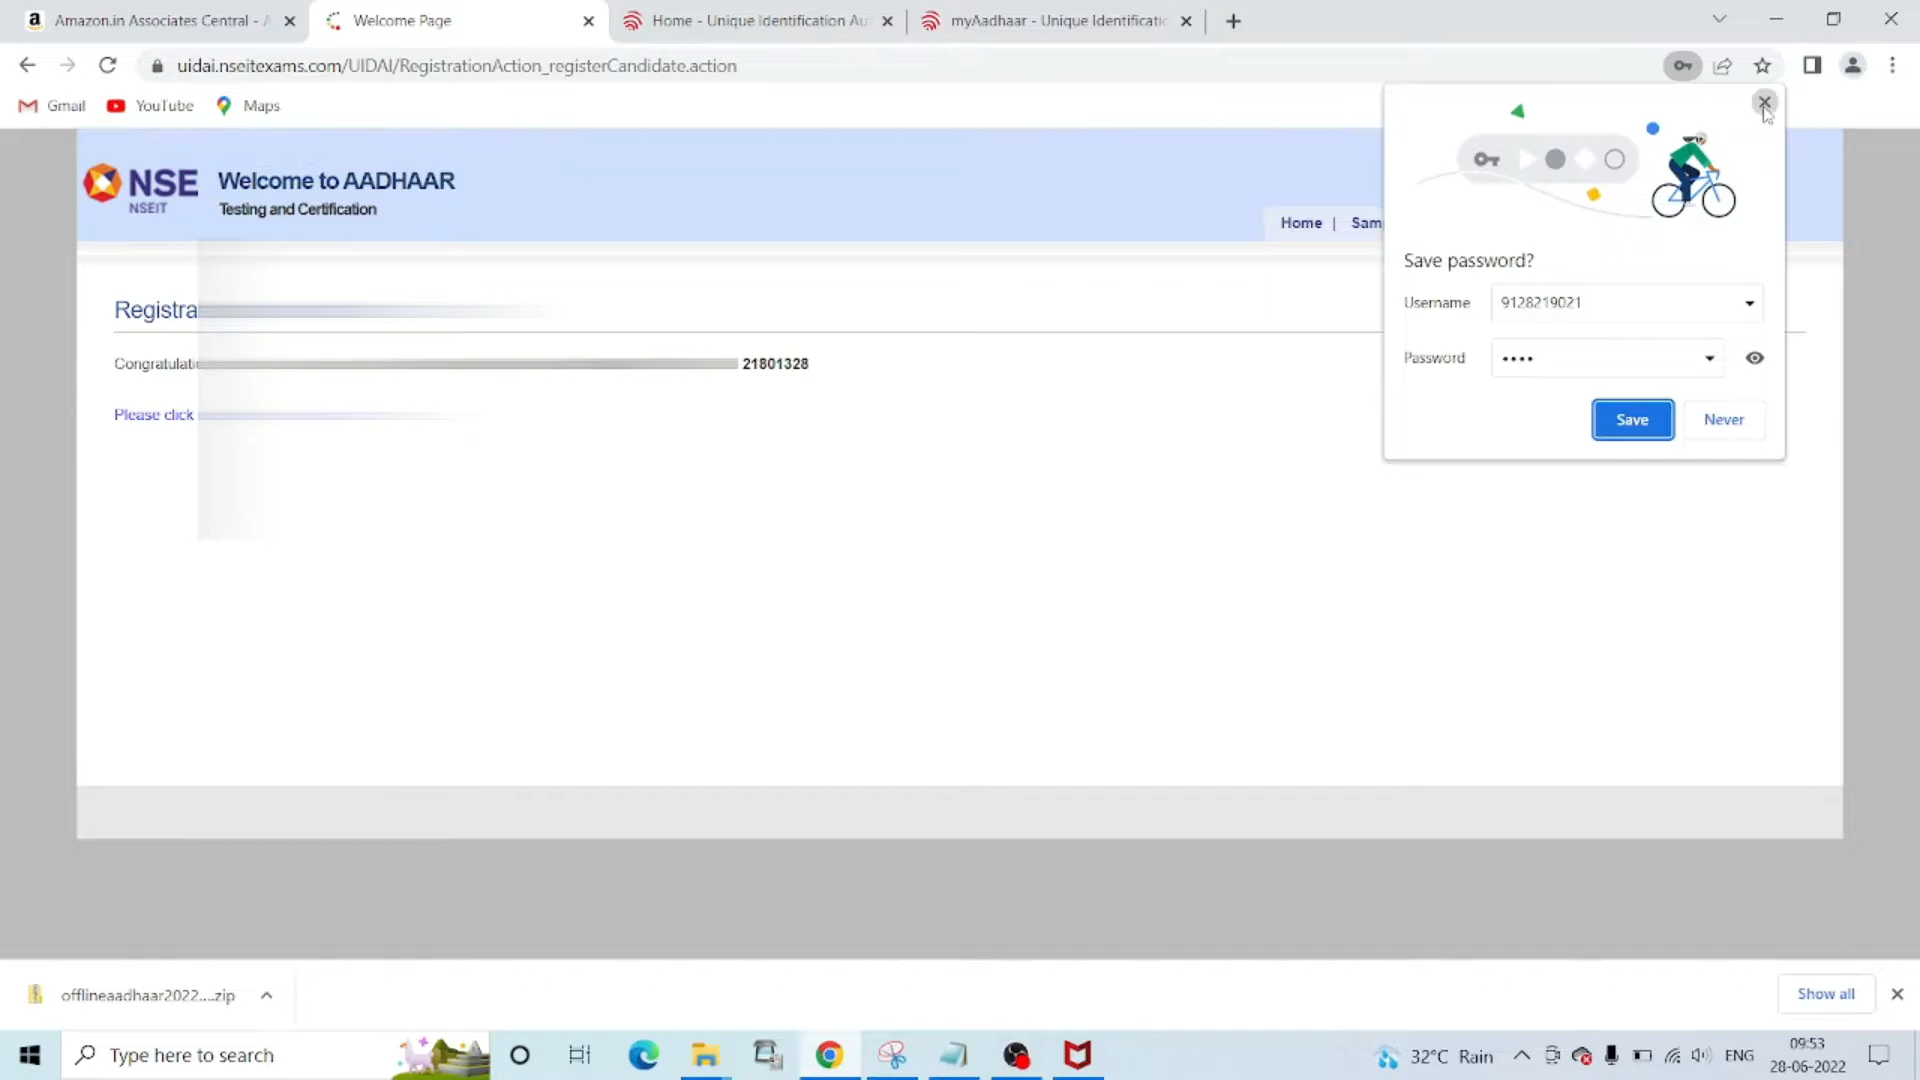 Amazon.in Associates Central - A
Welcome Page
Home - Unique Identification Au
myAadhaar - Unique Identificatic
uidai.nseitexams.com/UIDAI/RegistrationAction_registerCandidate.action
Gmail
YouTube
Maps
NSE
NSEIT
Welcome to AADHAAR
Testing and Certification
Home | Sam
Save password?
Username 9128219021
Password ••••
Save
Never
Registra
Congratulati 21801328
Please click
offlineaadhaar2022....zip
Show all
Type here to search
32°C Rain
ENG
09:53
28-06-2022